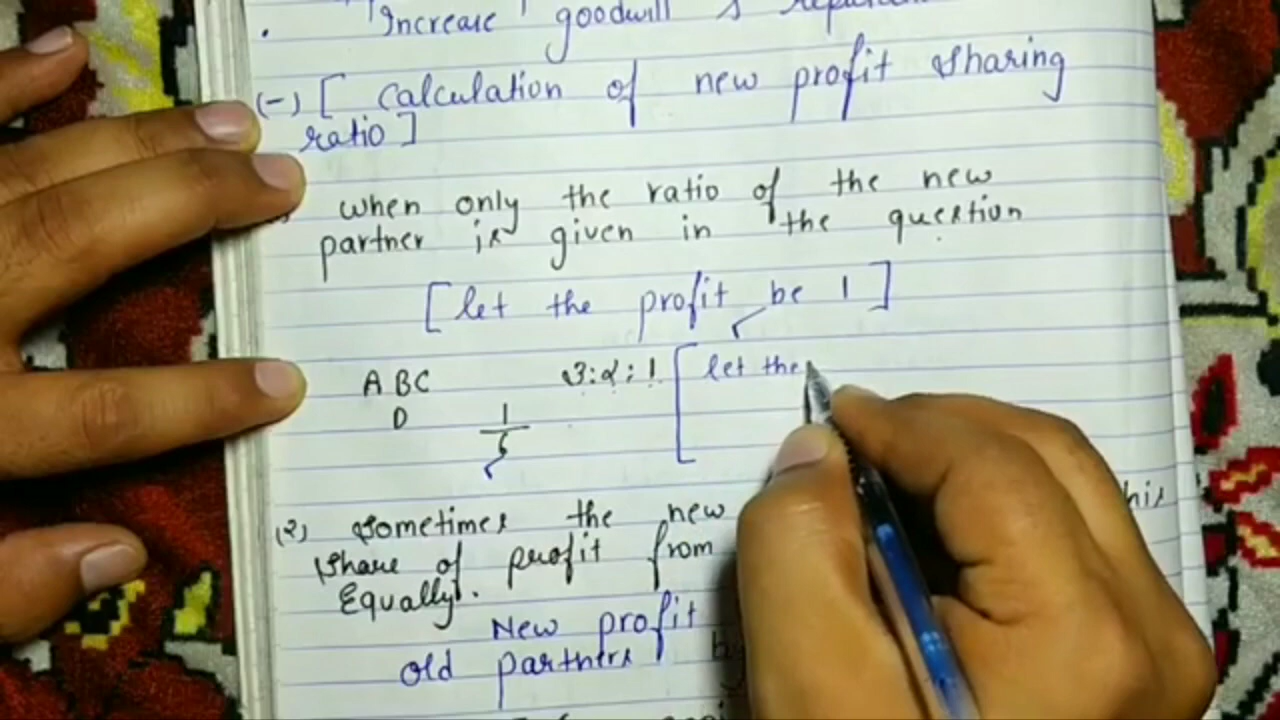 "Increase" goodwill is
(-) [ Calculation of new profit sharing
ratio ]
when only the ratio of the new
partner is given in the question
[ let the profit be 1 ]
A B C 3:2:1 [ let the
D 1/5
(2) Sometimes the new his
share of profit from
Equally.
New profit
old partners